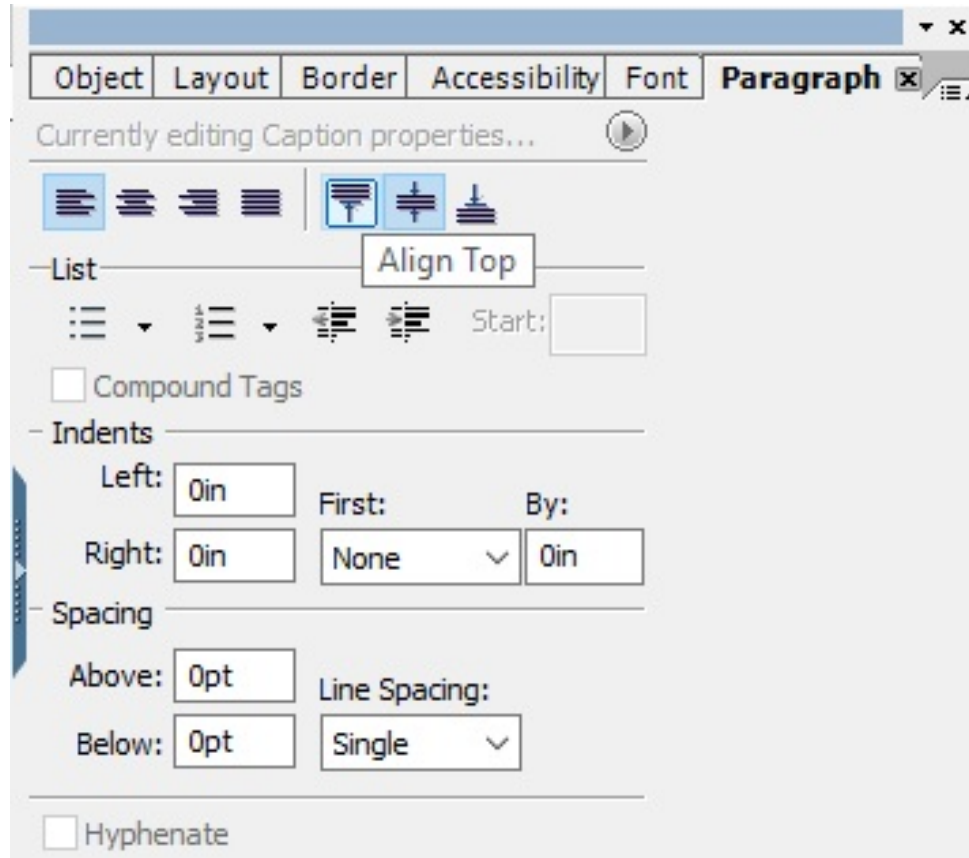 Object Layout Border Accessibility Font Paragraph
Currently editing Caption properties...
Align Top
List
Start:
Compound Tags
Indents
Left: 0in First: By:
Right: 0in None 0in
Spacing
Above: 0pt Line Spacing:
Below: 0pt Single
Hyphenate